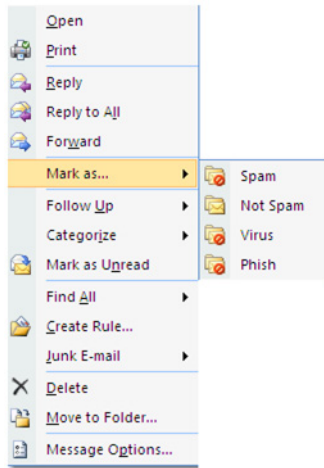 Open
Print
Reply
Reply to All
Forward
Mark as...
Spam
Not Spam
Virus
Phish
Follow Up
Categorize
Mark as Unread
Find All
Create Rule...
Junk E-mail
Delete
Move to Folder...
Message Options...